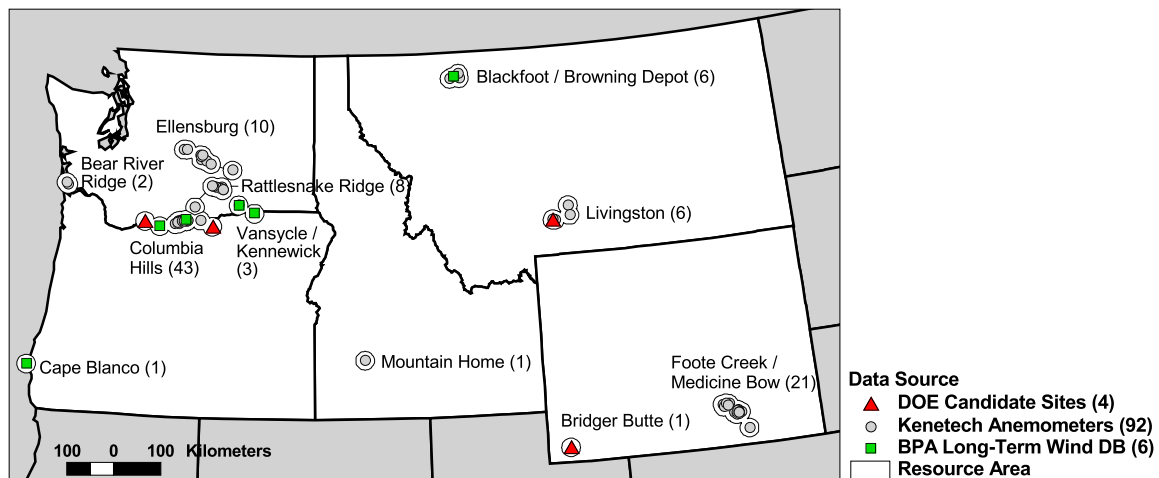 Blackfoot / Browning Depot (6)
Ellensburg (10)
Bear River
Ridge (2)
Rattlesnake Ridge (8)
Livingston (6)
Vansycle /
Kennewick
(3)
Columbia
Hills (43)
Cape Blanco (1)
Mountain Home (1)
Foote Creek /
Medicine Bow (21)
Bridger Butte (1)
100 0 100 Kilometers
Data Source
DOE Candidate Sites (4)
Kenetech Anemometers (92)
BPA Long-Term Wind DB (6)
Resource Area